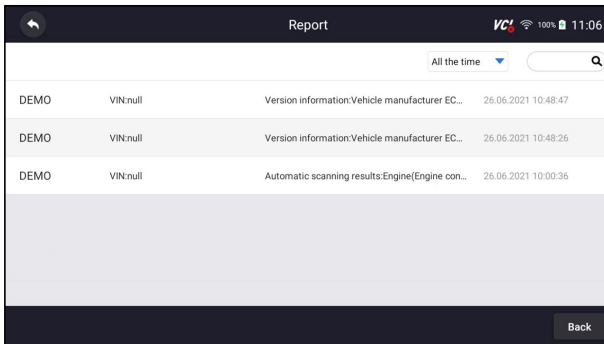 Report
VCI 100% 11:06
All the time
DEMO VIN:null Version information:Vehicle manufacturer EC... 26.06.2021 10:48:47
DEMO VIN:null Version information:Vehicle manufacturer EC... 26.06.2021 10:48:26
DEMO VIN:null Automatic scanning results:Engine(Engine con... 26.06.2021 10:00:36
Back